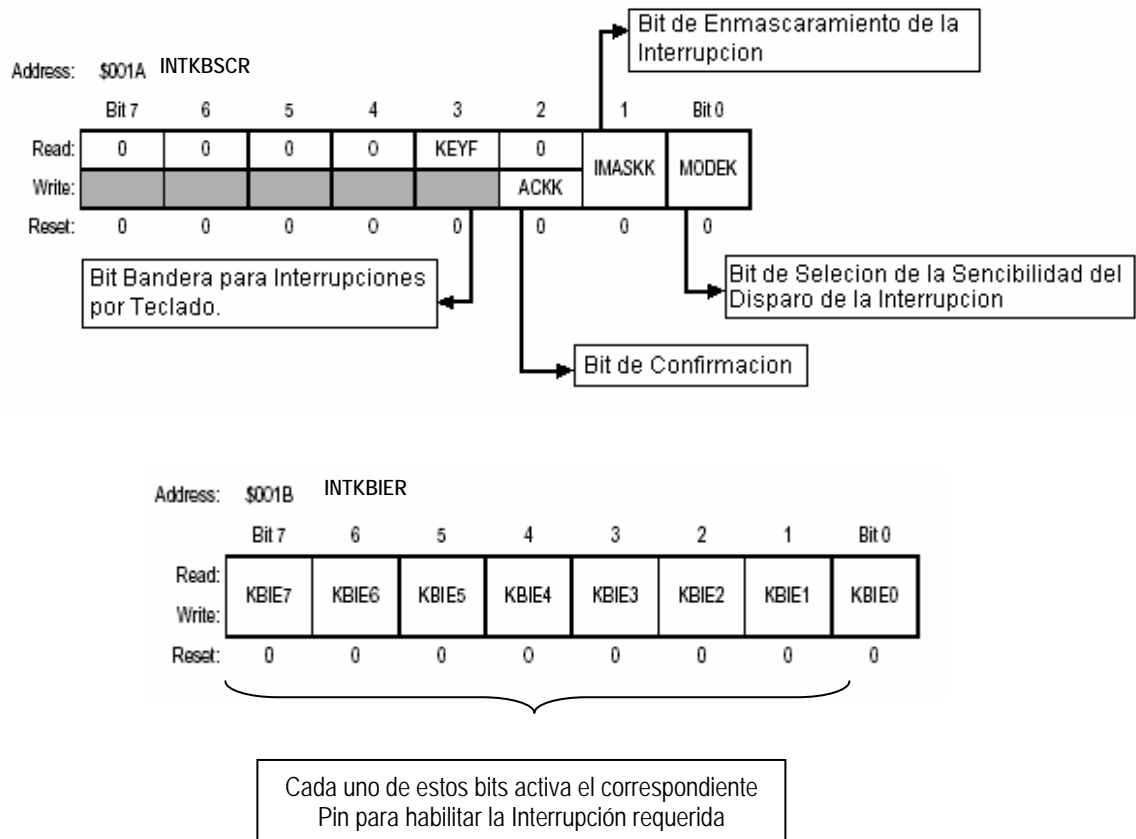 Bit de Enmascaramiento de la
Interrupcion
Address: $001A INTKBSCR
Bit 7 6 5 4 3 2 1 Bit 0
Read: 0 0 0 0 KEYF 0 IMASKK MODEK
Write: ACKK
Reset: 0 0 0 0 0 0 0 0
Bit Bandera para Interrupciones
por Teclado.
Bit de Selecion de la Sencibilidad del
Disparo de la Interrupcion
Bit de Confirmacion
Address: $001B INTKBIER
Bit 7 6 5 4 3 2 1 Bit 0
Read:
KBIE7 KBIE6 KBIE5 KBIE4 KBIE3 KBIE2 KBIE1 KBIE0
Write:
Reset: 0 0 0 0 0 0 0 0
Cada uno de estos bits activa el correspondiente
Pin para habilitar la Interrupción requerida